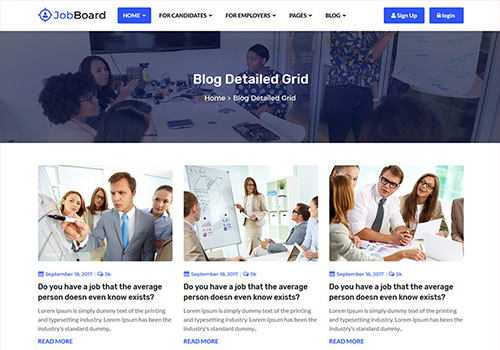 JobBoard
HOME FOR CANDIDATES FOR EMPLOYERS PAGES BLOG Sign Up login
Blog Detailed Grid
Home › Blog Detailed Grid
September 18, 2017 | 5k
Do you have a job that the average
person doesn even know exists?
Lorem Ipsum is simply dummy text of the printing
and typesetting industry. Lorem Ipsum has been the
industry's standard dummy..
READ MORE
September 18, 2017 | 5k
Do you have a job that the average
person doesn even know exists?
Lorem Ipsum is simply dummy text of the printing
and typesetting industry. Lorem Ipsum has been the
industry's standard dummy..
READ MORE
September 18, 2017 | 5k
Do you have a job that the average
person doesn even know exists?
Lorem Ipsum is simply dummy text of the printing
and typesetting industry. Lorem Ipsum has been the
industry's standard dummy..
READ MORE